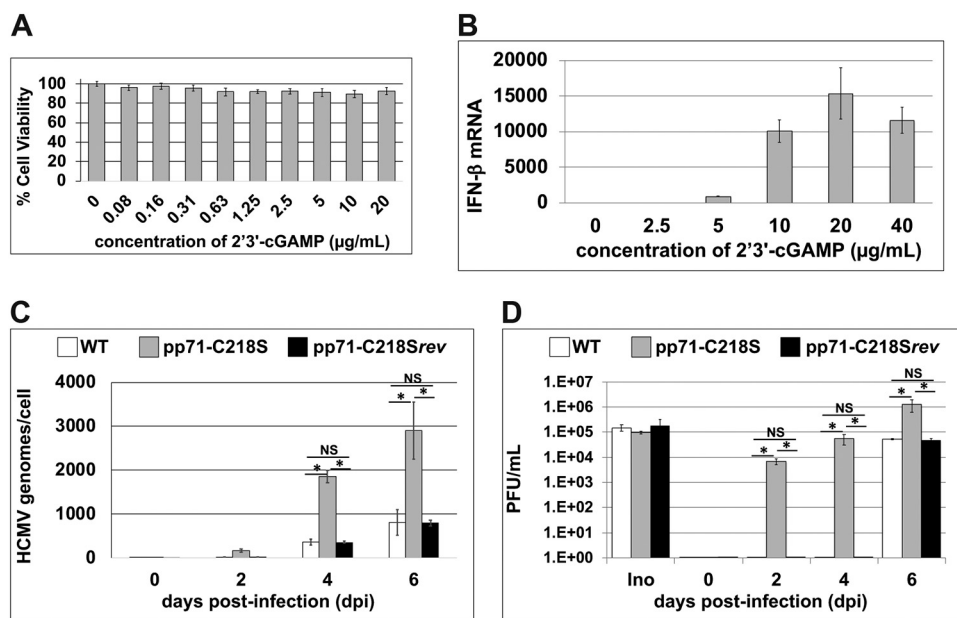 A
% Cell Viability
100
80
60
40
20
0
0 0.08 0.16 0.31 0.63 1.25 2.5 5 10 20
concentration of 2'3'-cGAMP (µg/mL)
B
IFN-β mRNA
20000
15000
10000
5000
0
0 2.5 5 10 20 40
concentration of 2'3'-cGAMP (µg/mL)
C
WT pp71-C218S pp71-C218Srev
HCMV genomes/cell
4000
3000
2000
1000
0
NS
* *
NS
* *
0 2 4 6
days post-infection (dpi)
D
WT pp71-C218S pp71-C218Srev
PFU/mL
1.E+07
1.E+06
1.E+05
1.E+04
1.E+03
1.E+02
1.E+01
1.E+00
NS
* *
NS
* *
NS
* *
Ino 0 2 4 6
days post-infection (dpi)